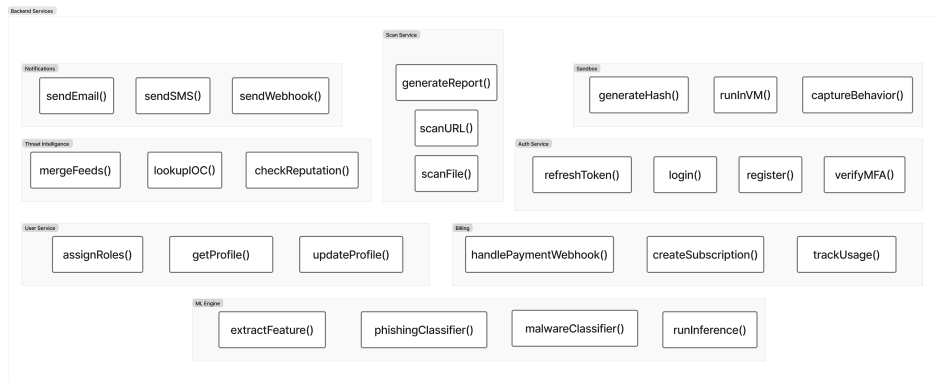 Backend Services
Scan Service
generateReport()
scanURL()
scanFile()
Notifications
sendEmail()
sendSMS()
sendWebhook()
Sandbox
generateHash()
runInVM()
captureBehavior()
Threat Intelligence
mergeFeeds()
lookupIOC()
checkReputation()
Auth Service
refreshToken()
login()
register()
verifyMFA()
User Service
assignRoles()
getProfile()
updateProfile()
Billing
handlePaymentWebhook()
createSubscription()
trackUsage()
ML Engine
extractFeature()
phishingClassifier()
malwareClassifier()
runInference()